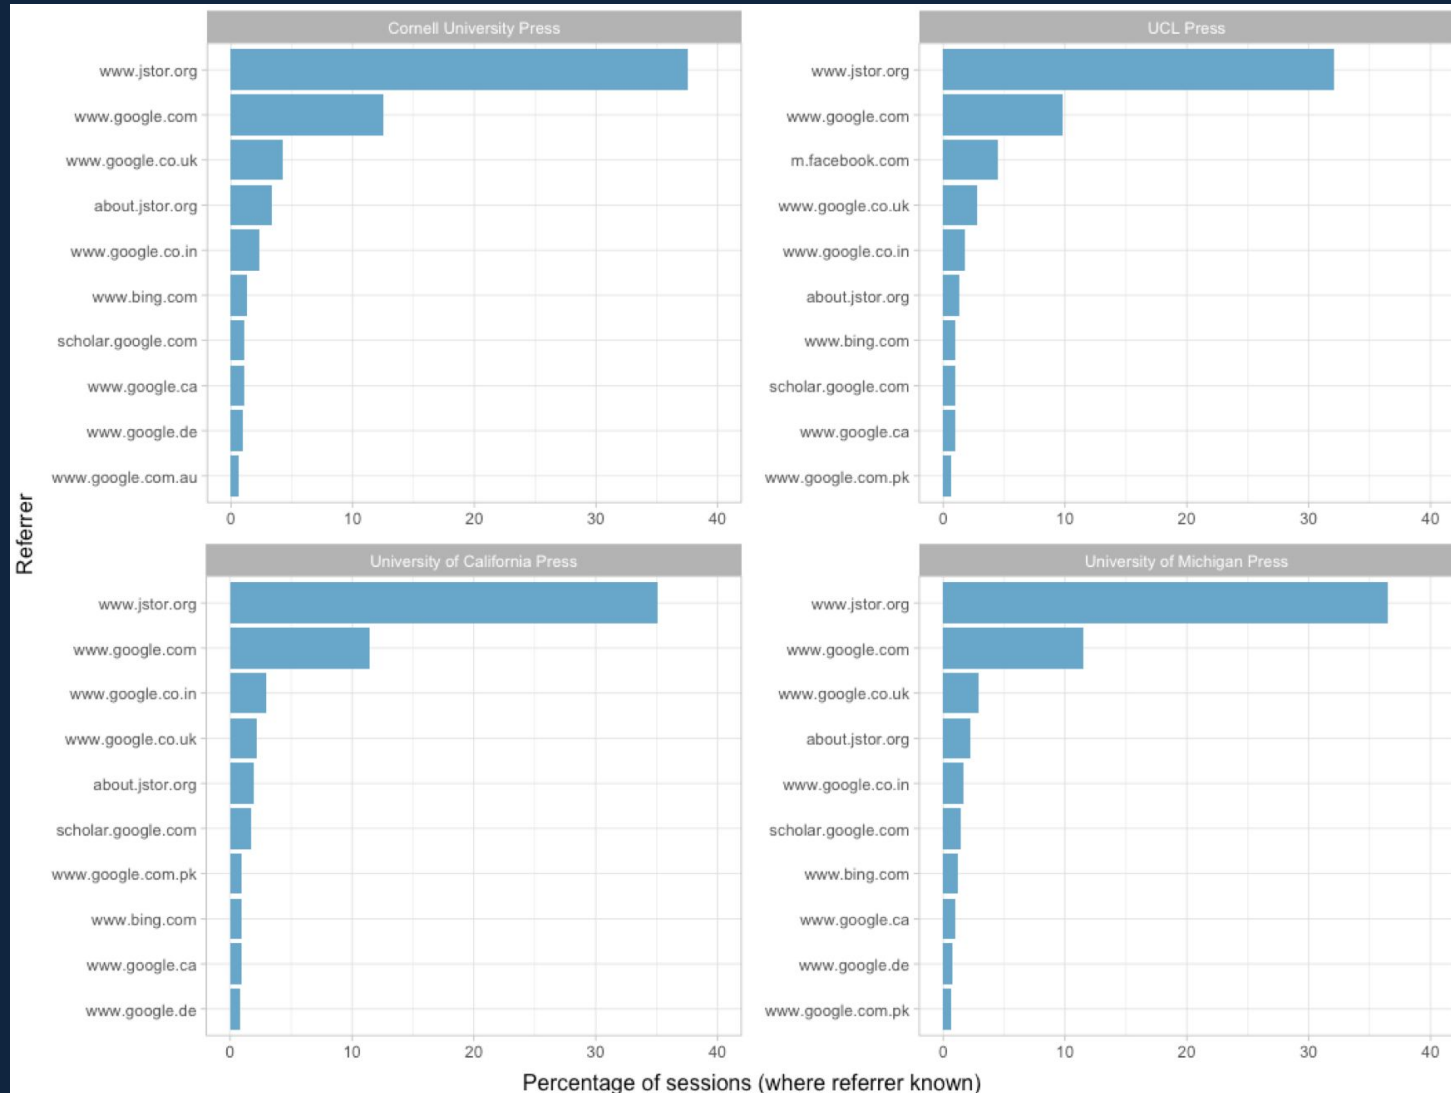 Cornell University Press
www.jstor.org
www.google.com
www.google.co.uk
about.jstor.org
www.google.co.in
www.bing.com
scholar.google.com
www.google.ca
www.google.de
www.google.com.au
0 10 20 30 40
UCL Press
www.jstor.org
www.google.com
m.facebook.com
www.google.co.uk
www.google.co.in
about.jstor.org
www.bing.com
scholar.google.com
www.google.ca
www.google.com.pk
0 10 20 30 40
Referrer
University of California Press
www.jstor.org
www.google.com
www.google.co.in
www.google.co.uk
about.jstor.org
scholar.google.com
www.google.com.pk
www.bing.com
www.google.ca
www.google.de
0 10 20 30 40
University of Michigan Press
www.jstor.org
www.google.com
www.google.co.uk
about.jstor.org
www.google.co.in
scholar.google.com
www.bing.com
www.google.ca
www.google.de
www.google.com.pk
0 10 20 30 40
Percentage of sessions (where referrer known)